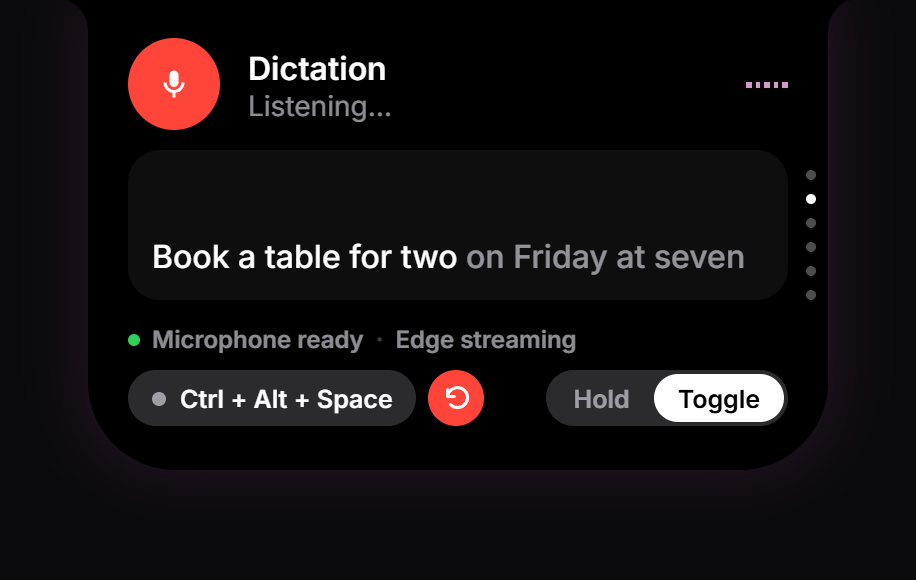 Dictation
Listening...
Book a table for two on Friday at seven
Microphone ready · Edge streaming
Ctrl + Alt + Space
Hold Toggle